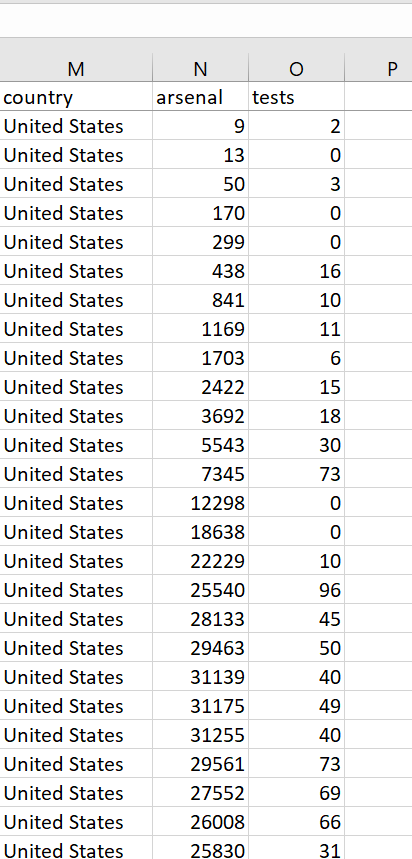 M N O P
country arsenal tests
United States 9 2
United States 13 0
United States 50 3
United States 170 0
United States 299 0
United States 438 16
United States 841 10
United States 1169 11
United States 1703 6
United States 2422 15
United States 3692 18
United States 5543 30
United States 7345 73
United States 12298 0
United States 18638 0
United States 22229 10
United States 25540 96
United States 28133 45
United States 29463 50
United States 31139 40
United States 31175 49
United States 31255 40
United States 29561 73
United States 27552 69
United States 26008 66
United States 25830 31